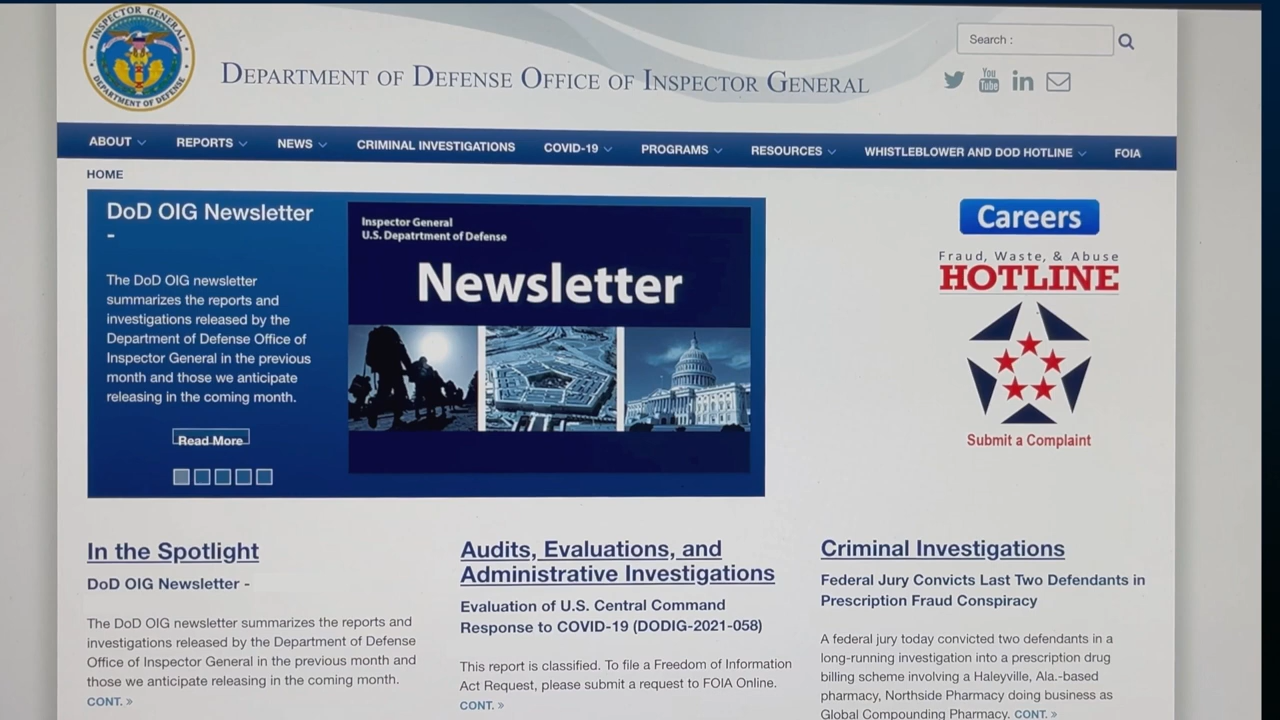 INSPECTOR GENERAL
DEPARTMENT OF DEFENSE
DEPARTMENT OF DEFENSE OFFICE OF INSPECTOR GENERAL
Search :
You
Tube
in
ABOUT REPORTS NEWS CRIMINAL INVESTIGATIONS COVID-19 PROGRAMS RESOURCES WHISTLEBLOWER AND DOD HOTLINE FOIA
HOME
DoD OIG Newsletter
-
The DoD OIG newsletter
summarizes the reports and
investigations released by the
Department of Defense Office of
Inspector General in the previous
month and those we anticipate
releasing in the coming month.
Read More
Inspector General
U.S. Depatrtment of Defense
Newsletter
Careers
Fraud, Waste, & Abuse
HOTLINE
Submit a Complaint
In the Spotlight
DoD OIG Newsletter -
The DoD OIG newsletter summarizes the reports and
investigations released by the Department of Defense
Office of Inspector General in the previous month and
those we anticipate releasing in the coming month.
CONT. »
Audits, Evaluations, and
Administrative Investigations
Evaluation of U.S. Central Command
Response to COVID-19 (DODIG-2021-058)
This report is classified. To file a Freedom of Information
Act Request, please submit a request to FOIA Online.
CONT. »
Criminal Investigations
Federal Jury Convicts Last Two Defendants in
Prescription Fraud Conspiracy
A federal jury today convicted two defendants in a
long-running investigation into a prescription drug
billing scheme involving a Haleyville, Ala.-based
pharmacy, Northside Pharmacy doing business as
Global Compounding Pharmacy. CONT. »